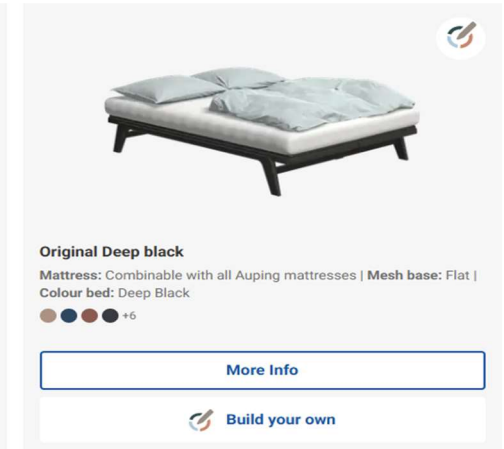 Original Deep black
Mattress: Combinable with all Auping mattresses | Mesh base: Flat |
Colour bed: Deep Black
+6
More Info
Build your own